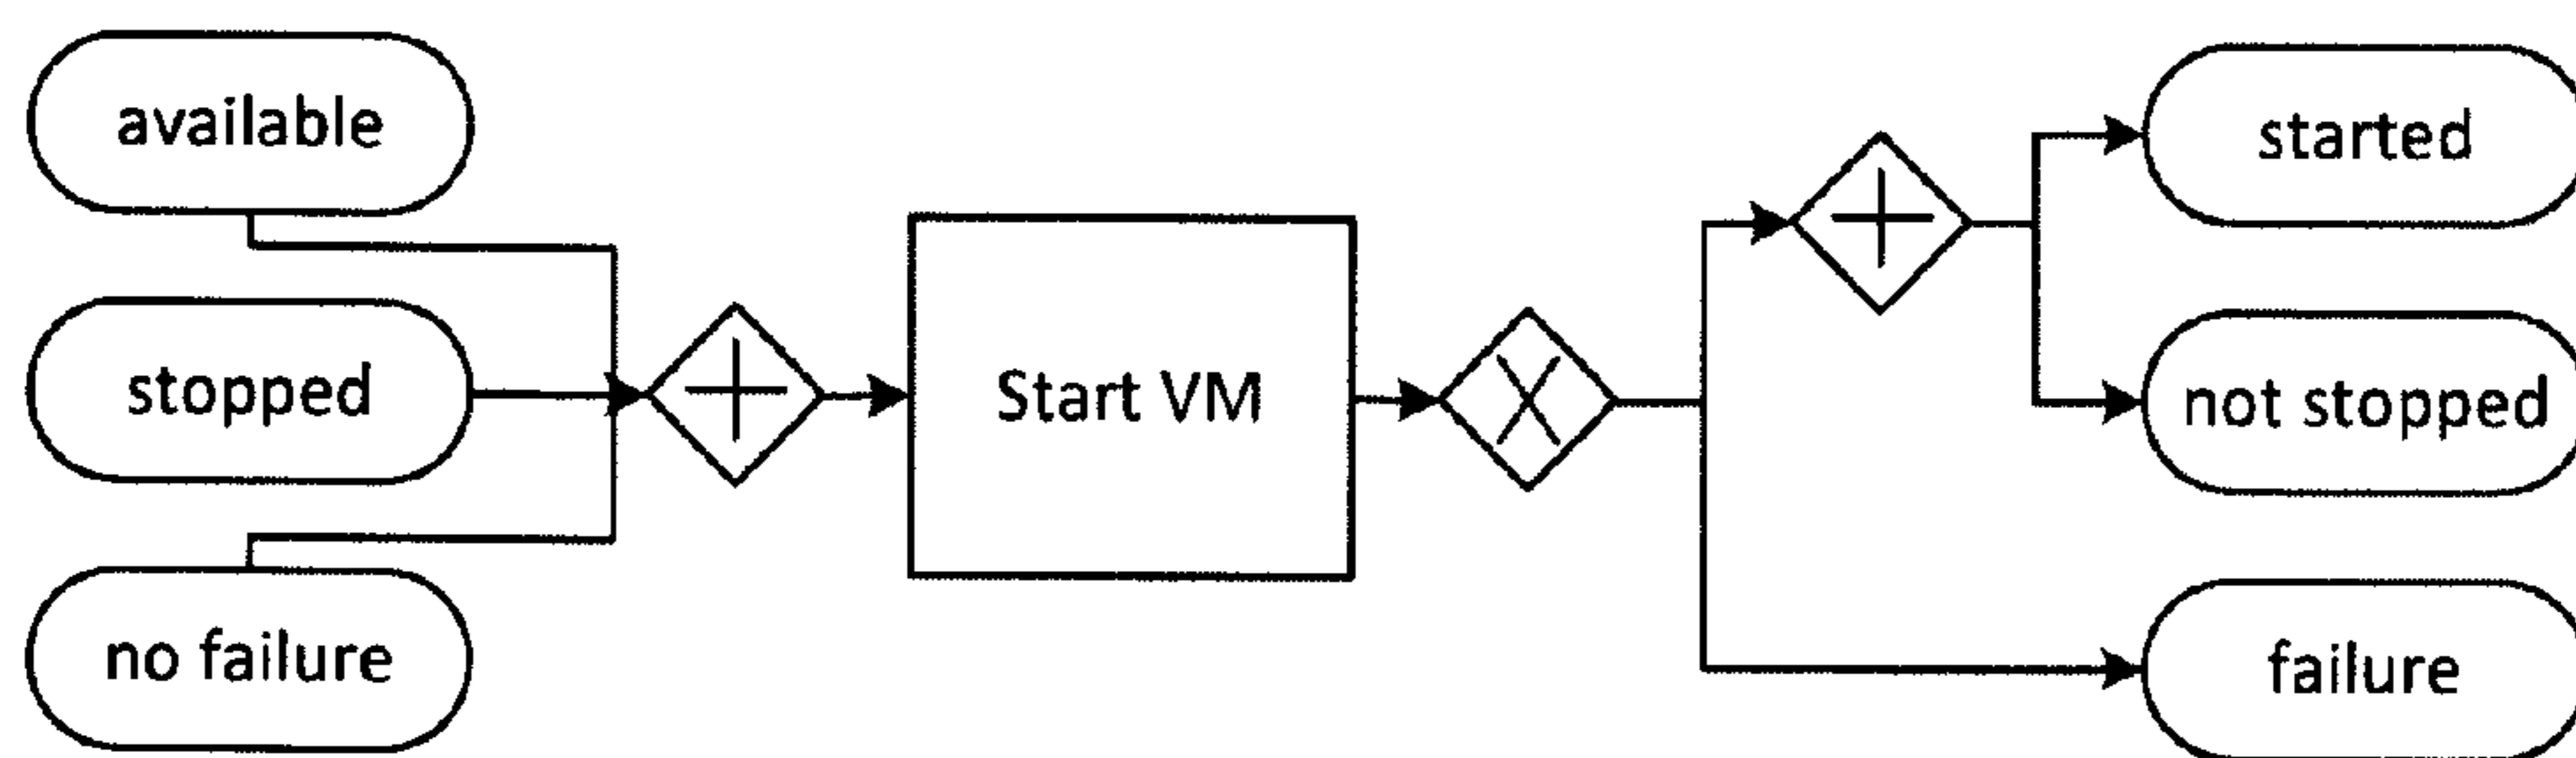 available
stopped
no failure
Start VM
started
not stopped
failure